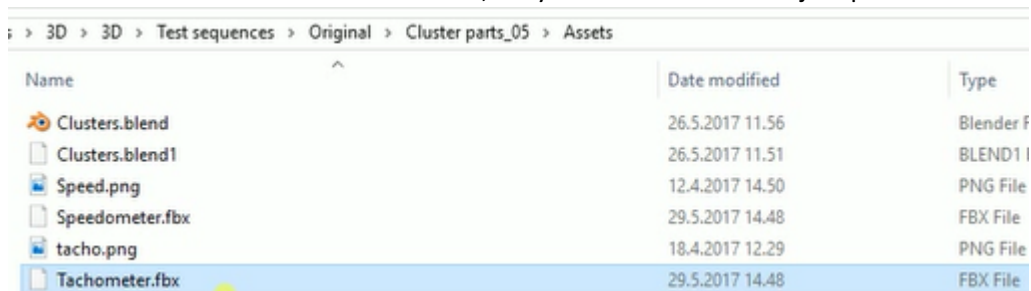 > 3D > 3D > Test sequences > Original > Cluster parts_05 > Assets
Name Date modified Type
Clusters.blend 26.5.2017 11.56 Blender F
Clusters.blend1 26.5.2017 11.51 BLEND1
Speed.png 12.4.2017 14.50 PNG File
Speedometer.fbx 29.5.2017 14.48 FBX File
tacho.png 18.4.2017 12.29 PNG File
Tachometer.fbx 29.5.2017 14.48 FBX File